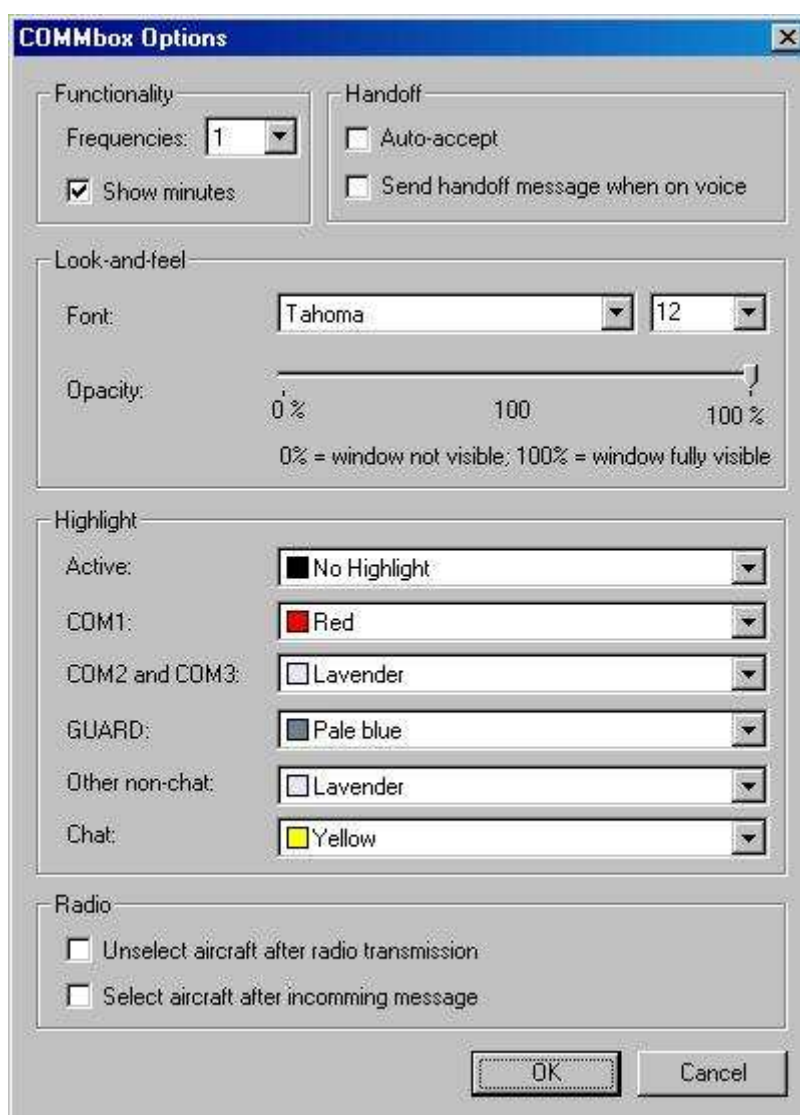 COMMbox Options
Functionality
Frequencies: 1
Show minutes
Handoff
Auto-accept
Send handoff message when on voice
Look-and-feel
Font: Tahoma 12
Opacity:
0 % 100 100 %
0% = window not visible; 100% = window fully visible
Highlight
Active: No Highlight
COM1: Red
COM2 and COM3: Lavender
GUARD: Pale blue
Other non-chat: Lavender
Chat: Yellow
Radio
Unselect aircraft after radio transmission
Select aircraft after incomming message
OK Cancel